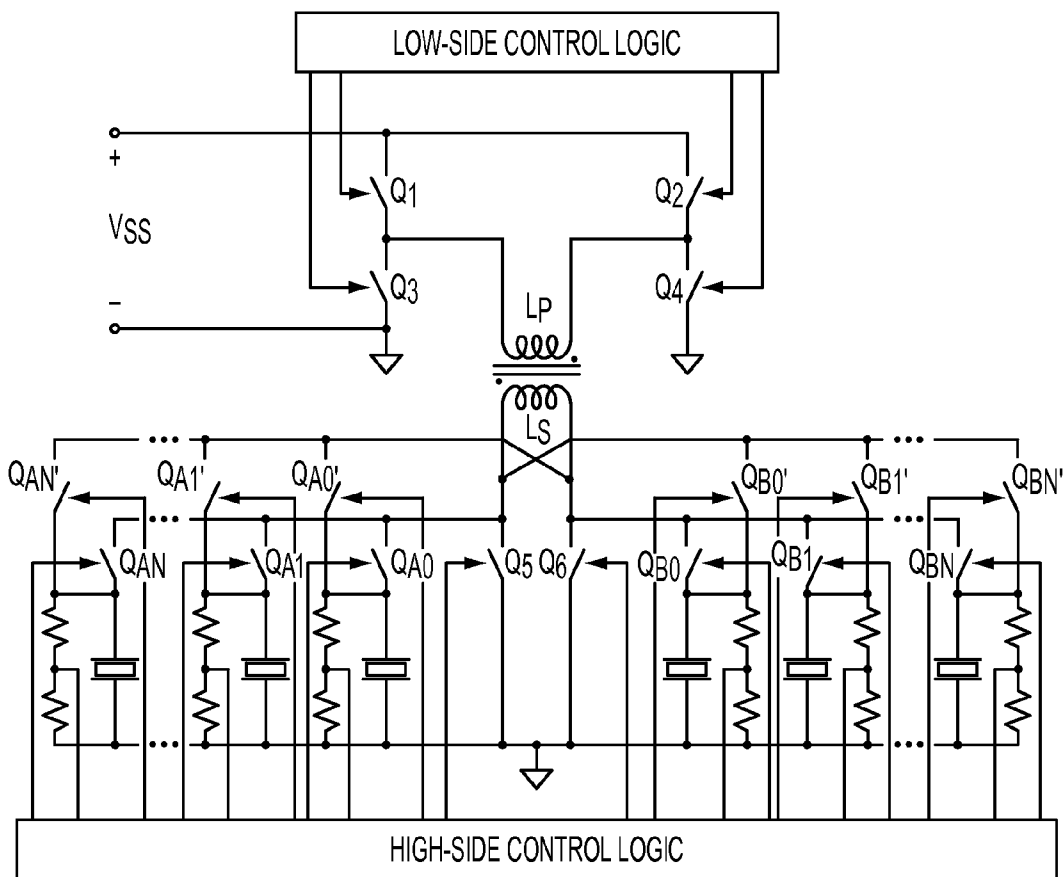 LOW-SIDE CONTROL LOGIC
+
VSS
−
Q1
Q2
Q3
Q4
LP
LS
QAN'
QA1'
QA0'
QB0'
QB1'
QBN'
QAN
QA1
QA0
Q5
Q6
QB0
QB1
QBN
HIGH-SIDE CONTROL LOGIC